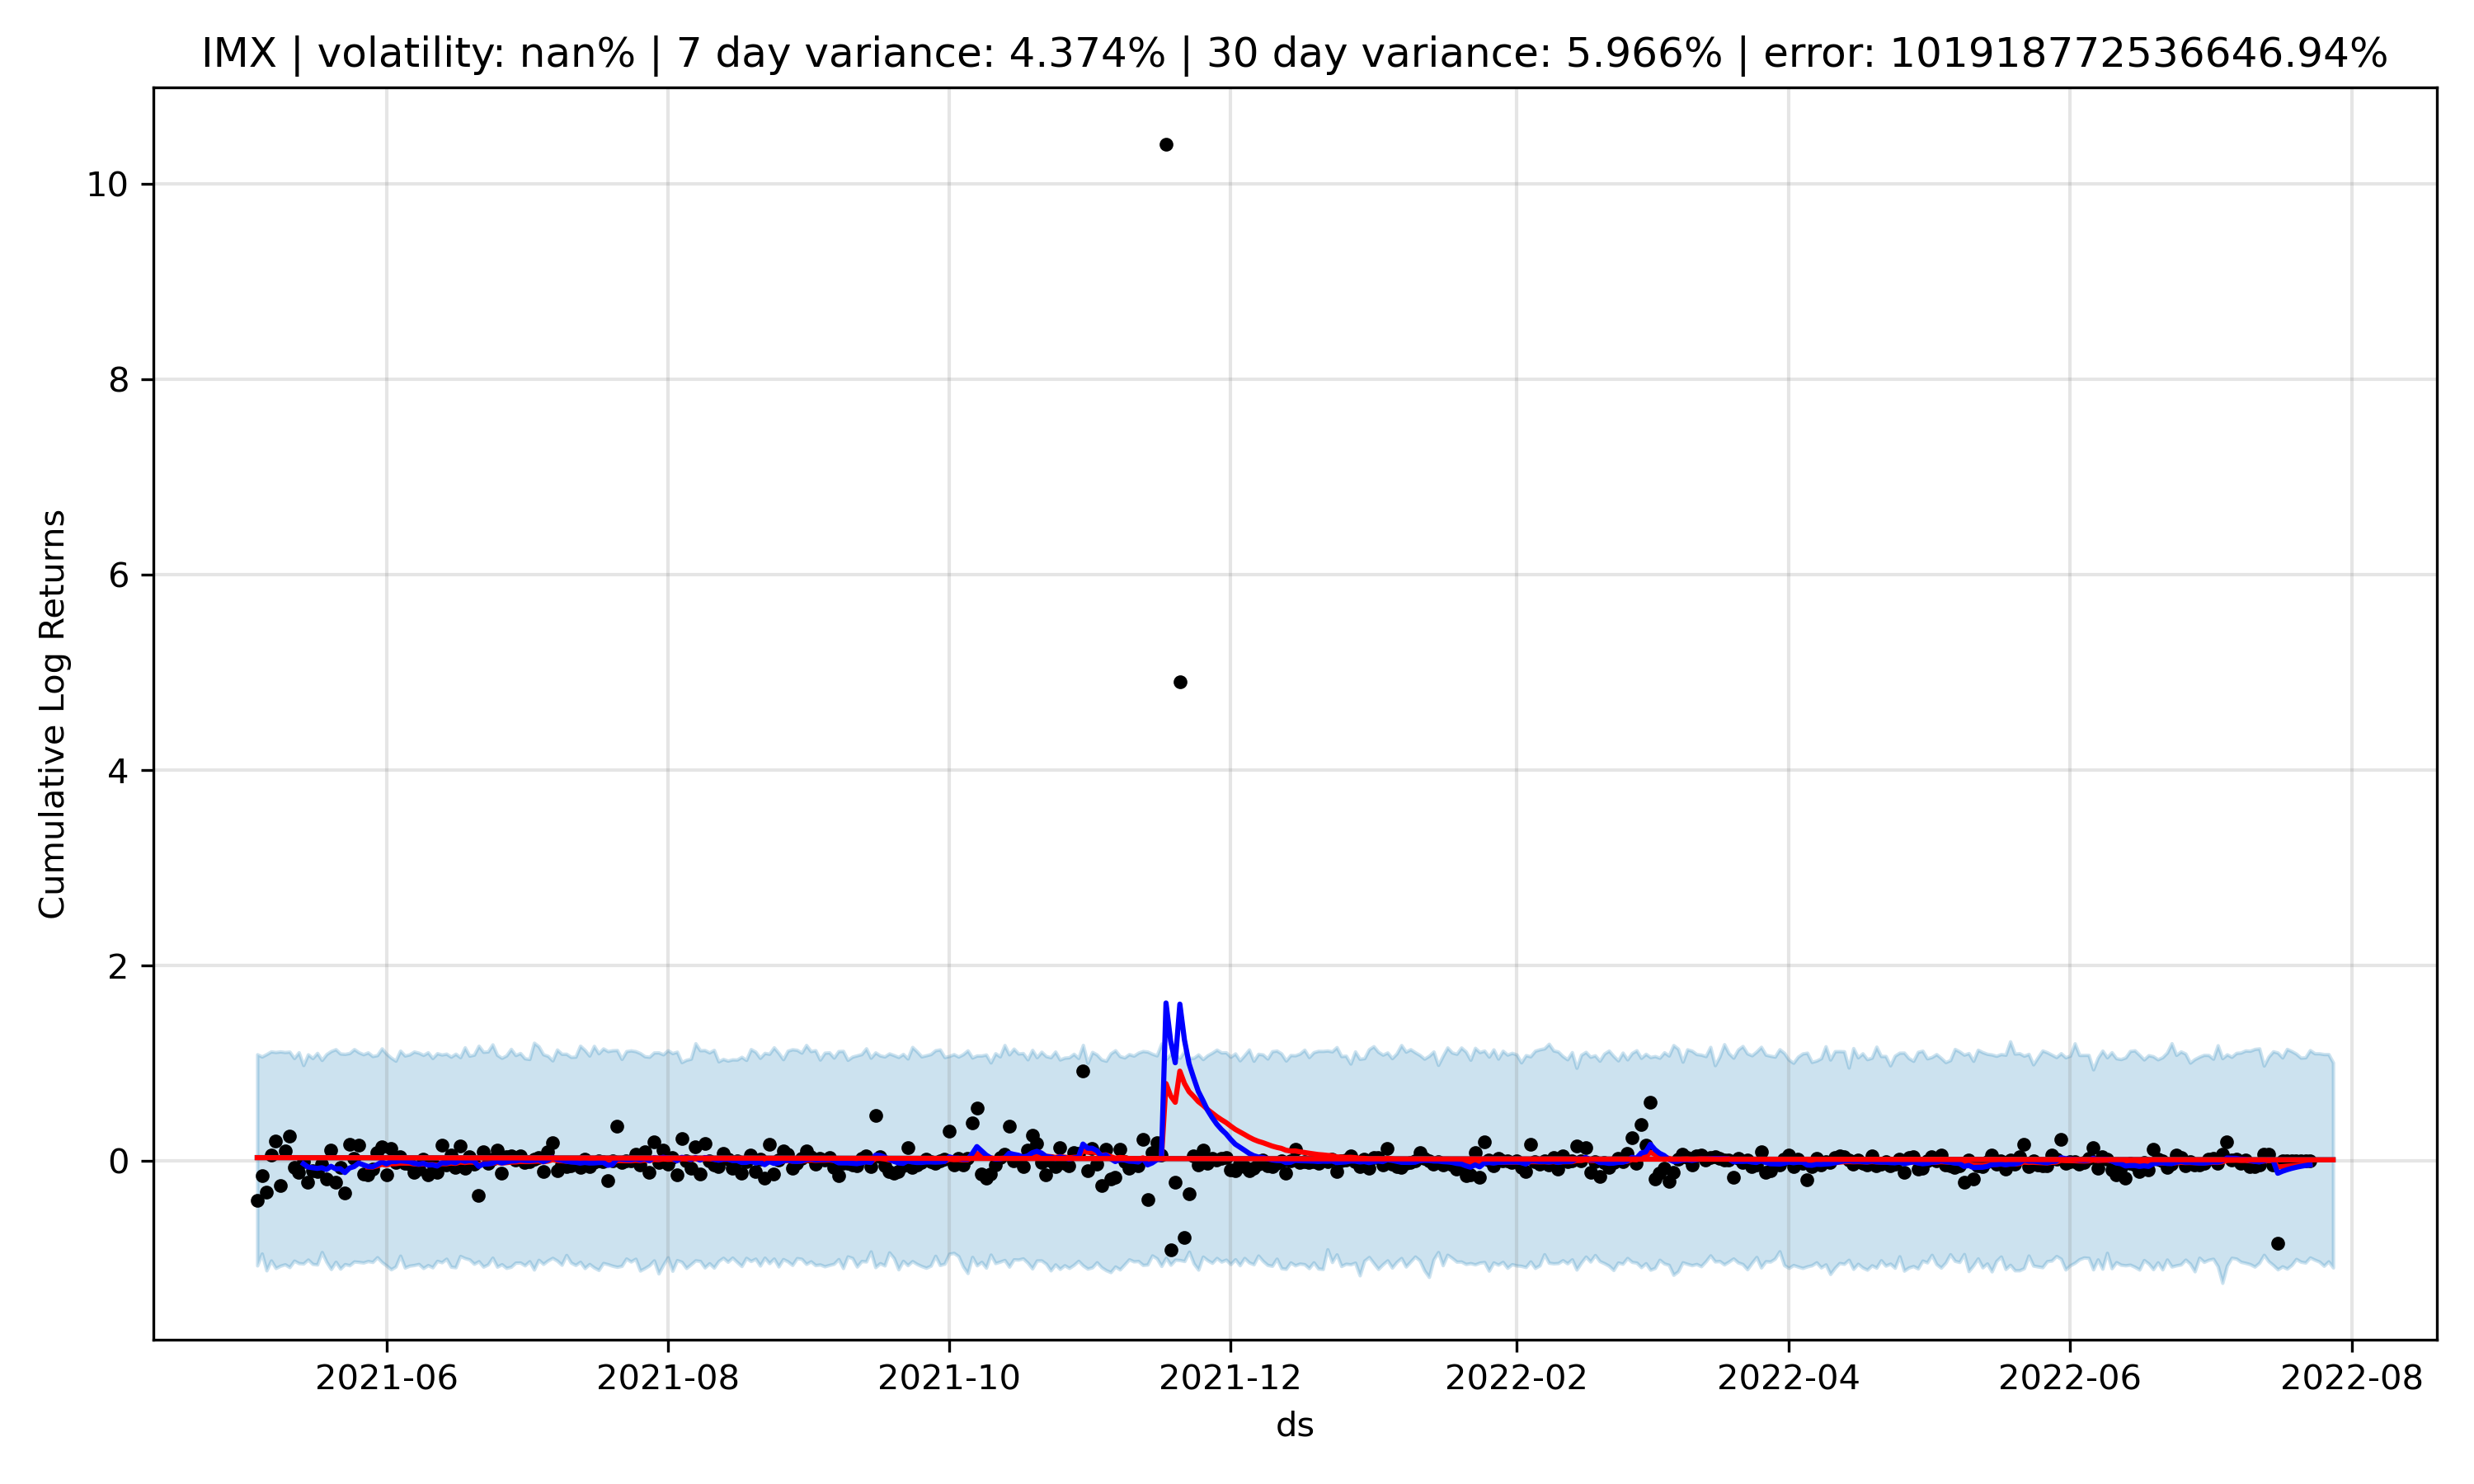 IMX | volatility: nan% | 7 day variance: 4.374% | 30 day variance: 5.966% | error: 101918772536646.94%
10
8
6
4
2
0
Cumulative Log Returns
2021-06 2021-08 2021-10 2021-12 2022-02 2022-04 2022-06 2022-08
ds